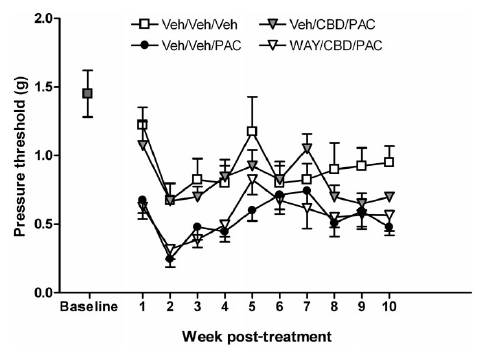 2.0
Veh/Veh/Veh Veh/CBD/PAC
Veh/Veh/PAC WAY/CBD/PAC
1.5
1.0
0.5
0.0
Pressure threshold (g)
Baseline 1 2 3 4 5 6 7 8 9 10
Week post-treatment